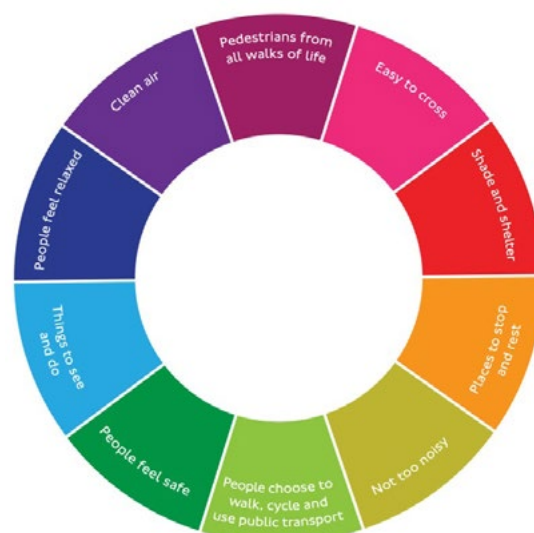 Pedestrians from
all walks of life
Easy to cross
Shade and shelter
Places to stop
and rest
Not too noisy
People choose to
walk, cycle and
use public transport
People feel safe
Things to see
and do
People feel relaxed
Clean air